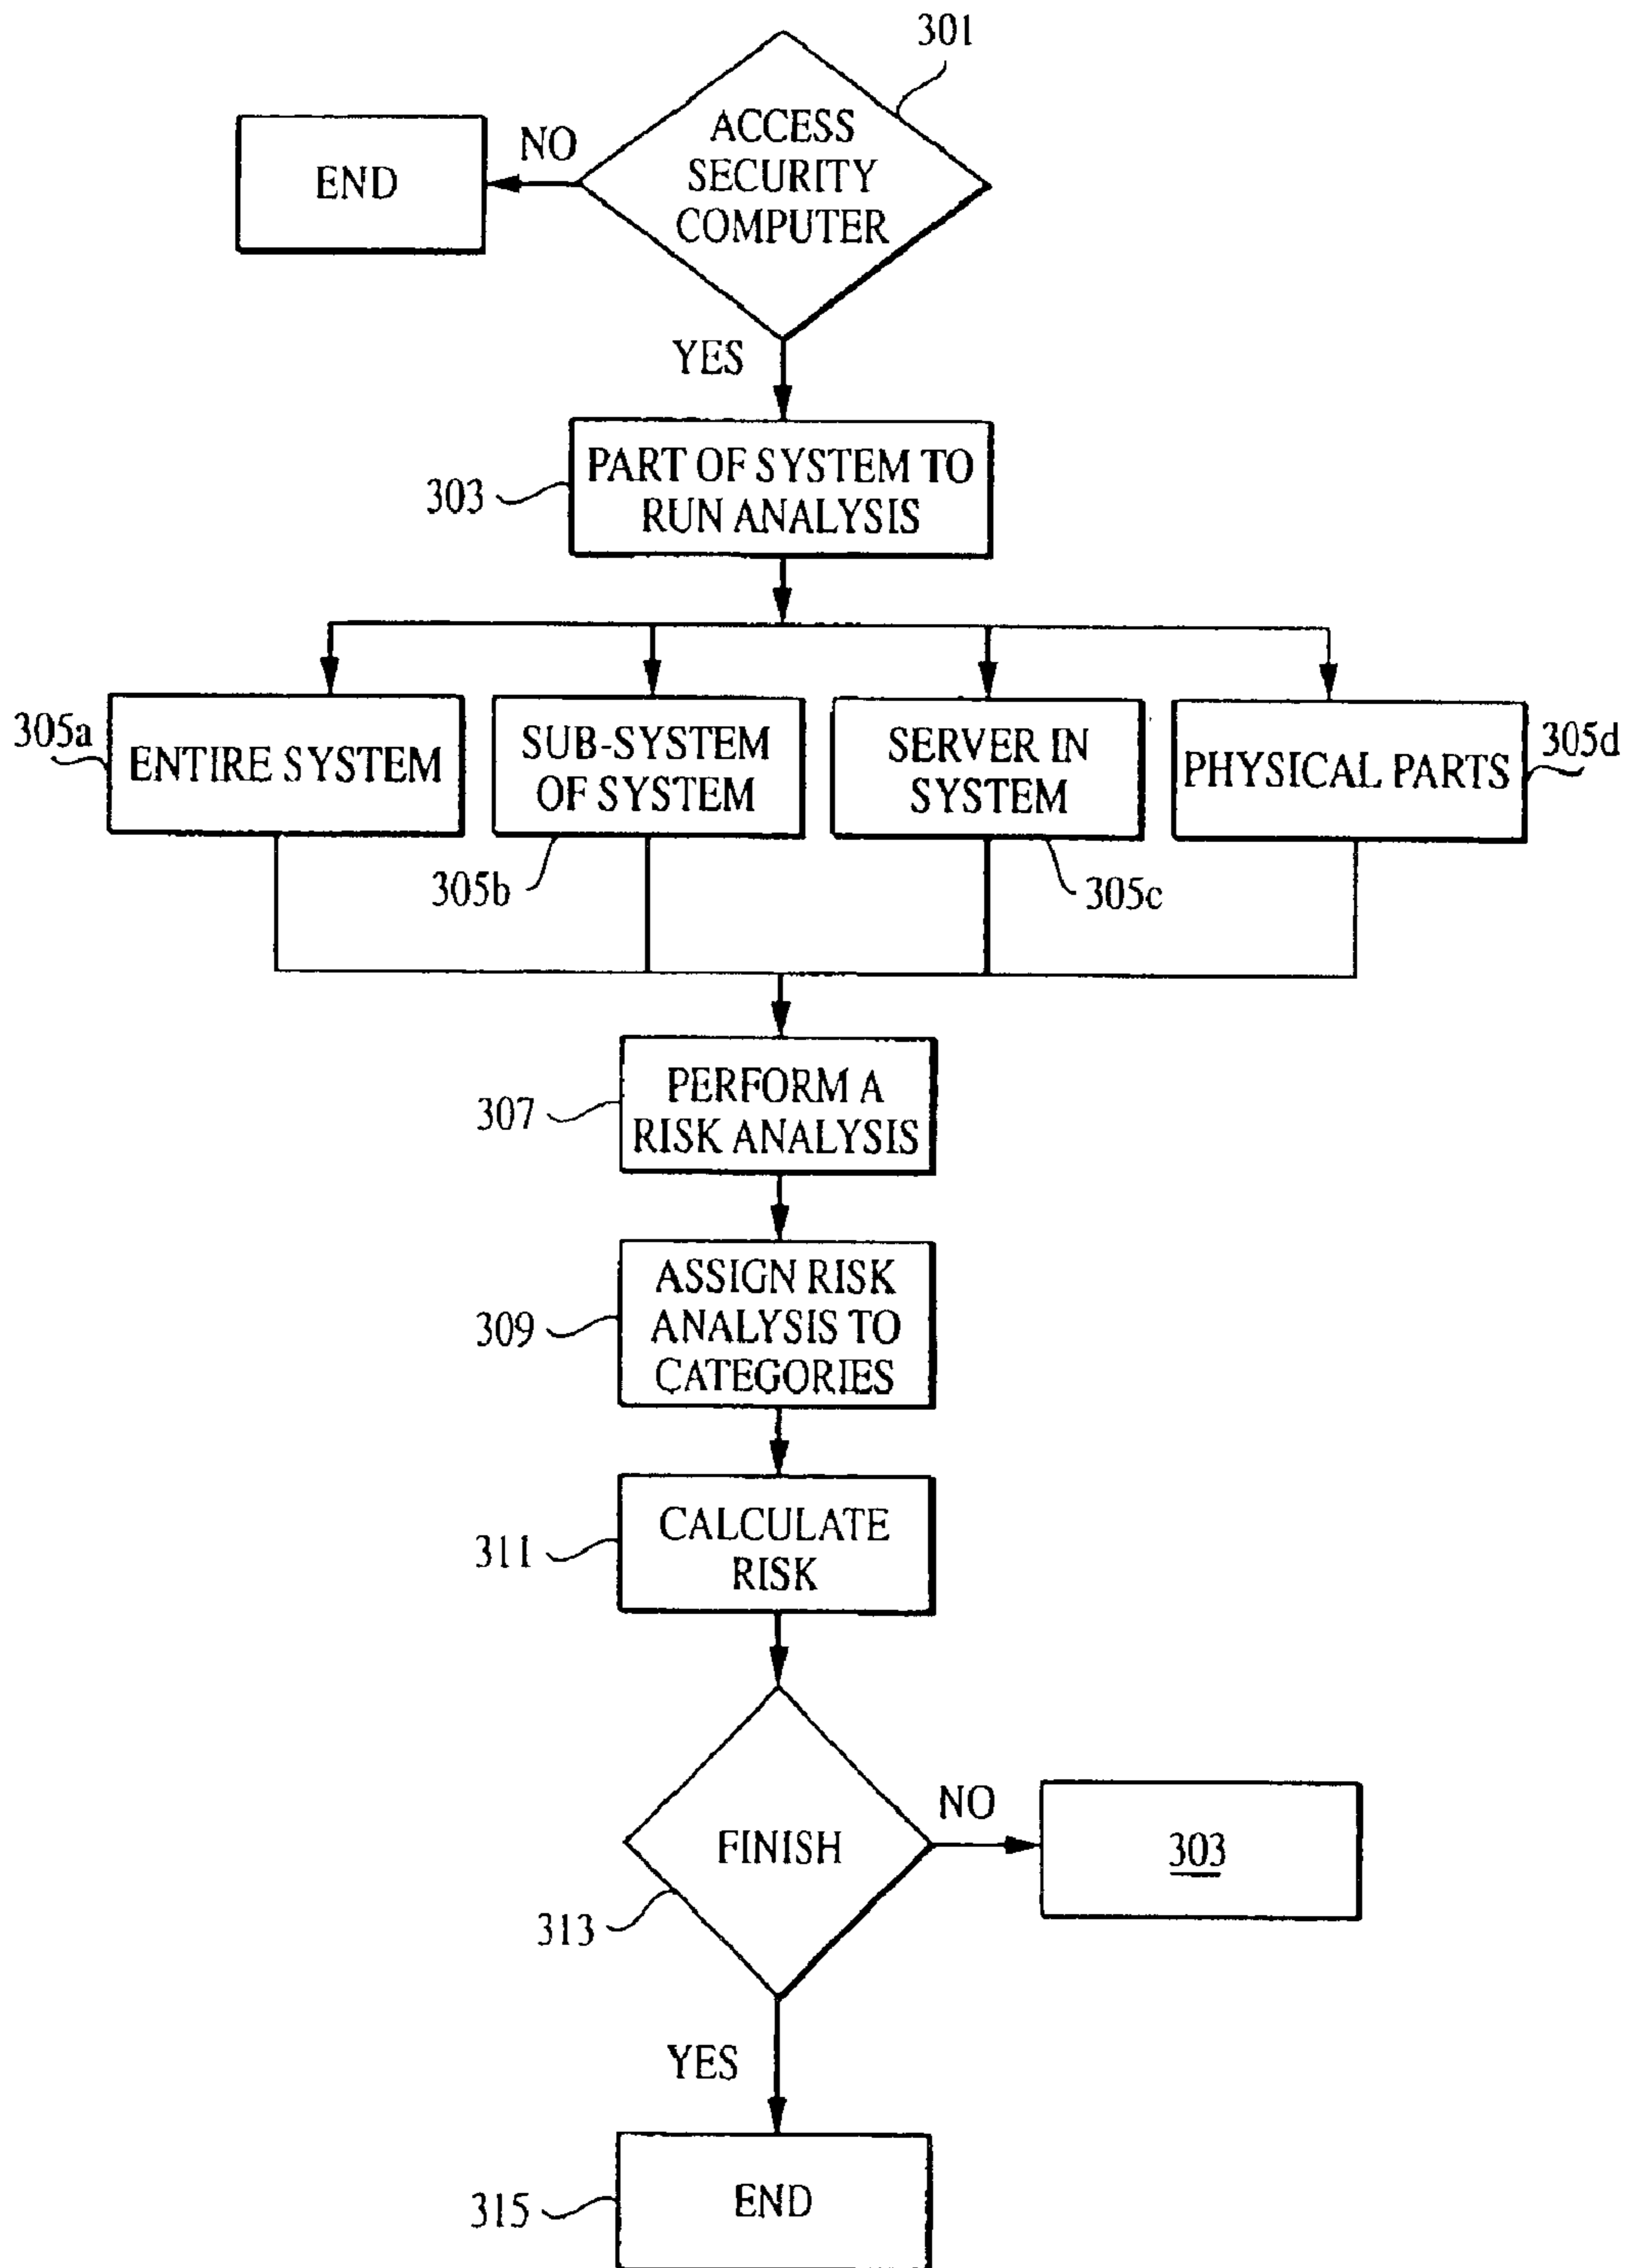 301
ACCESS
SECURITY
COMPUTER
NO
END
YES
303
PART OF SYSTEM TO
RUN ANALYSIS
305a
ENTIRE SYSTEM
SUB-SYSTEM
OF SYSTEM
305b
SERVER IN
SYSTEM
305c
PHYSICAL PARTS
305d
307
PERFORM A
RISK ANALYSIS
309
ASSIGN RISK
ANALYSIS TO
CATEGORIES
311
CALCULATE
RISK
FINISH
313
NO
303
YES
315
END